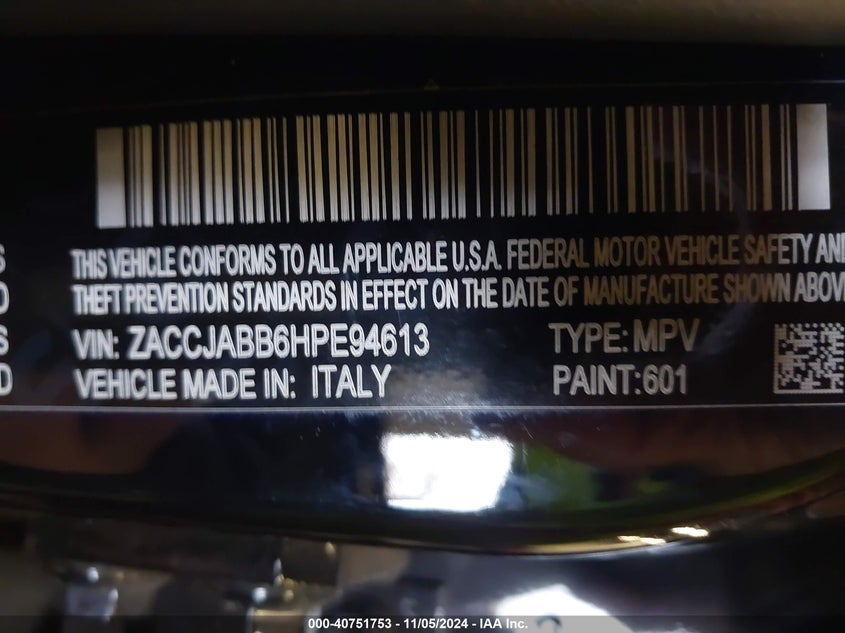 THIS VEHICLE CONFORMS TO ALL APPLICABLE U.S.A. FEDERAL MOTOR VEHICLE SAFETY AND
THEFT PREVENTION STANDARDS IN EFFECT ON THE DATE OF MANUFACTURE SHOWN ABOV
VIN: ZACCJABB6HPE94613 TYPE: MPV
VEHICLE MADE IN: ITALY PAINT:601
000-40751753 - 11/05/2024 - IAA Inc.